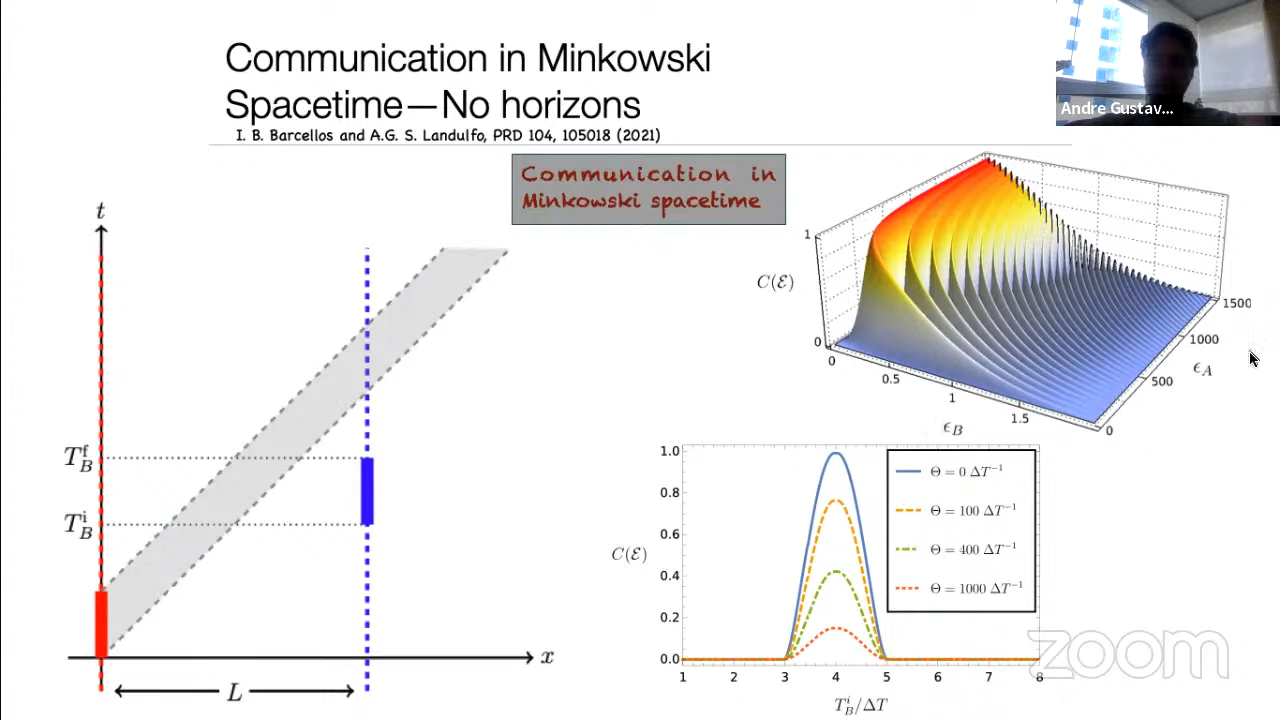 Communication in Minkowski
Spacetime—No horizons
I. B. Barcellos and A.G. S. Landulfo, PRD 104, 105018 (2021)
Andre Gustav...
Communication in
Minkowski spacetime
t
T_B^f
T_B^i
x
L
C(ℰ)
1
0
0
0.5
1
1.5
ϵ_B
0
500
1000
1500
ϵ_A
C(ℰ)
1.0
0.8
0.6
0.4
0.2
0.0
1 2 3 4 5 6 7 8
T_B^i/ΔT
Θ = 0 ΔT⁻¹
Θ = 100 ΔT⁻¹
Θ = 400 ΔT⁻¹
Θ = 1000 ΔT⁻¹
zoom